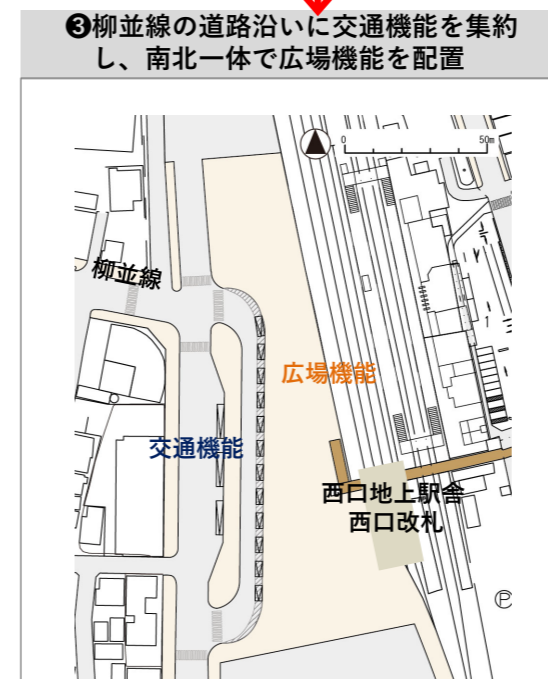 ❸柳並線の道路沿いに交通機能を集約
し、南北一体で広場機能を配置
0
50m
柳並線
広場機能
交通機能
西口地上駅舎
西口改札
Ⓟ